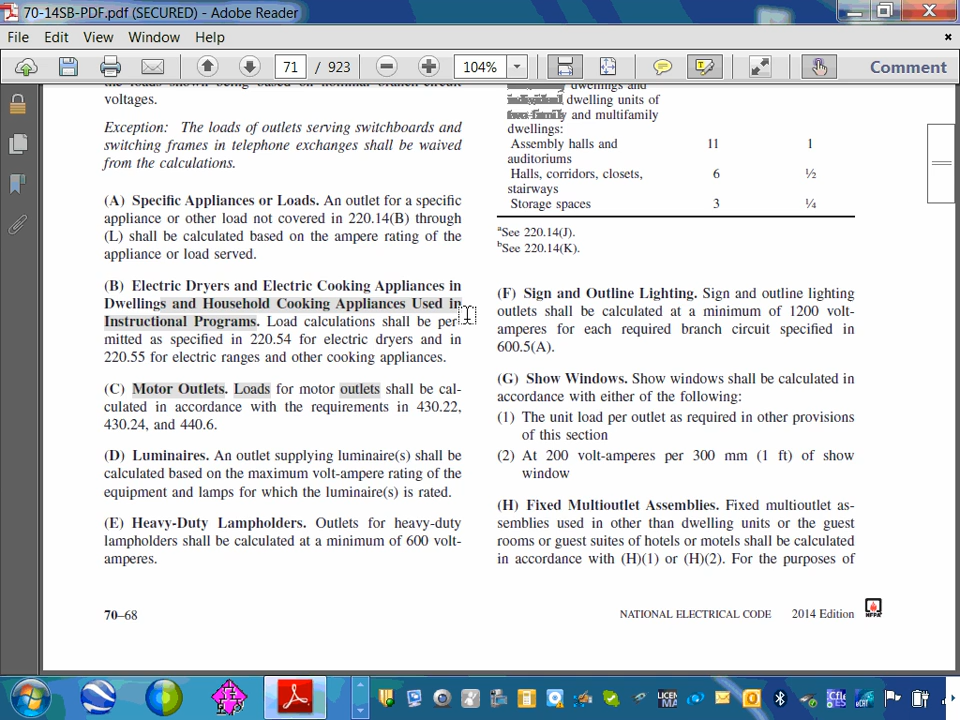 70-14SB-PDF.pdf (SECURED) - Adobe Reader
File Edit View Window Help
71 / 923 104% Comment
the loads shown being based on nominal branch-circuit
voltages.
Exception: The loads of outlets serving switchboards and
switching frames in telephone exchanges shall be waived
from the calculations.
(A) Specific Appliances or Loads. An outlet for a specific
appliance or other load not covered in 220.14(B) through
(L) shall be calculated based on the ampere rating of the
appliance or load served.
(B) Electric Dryers and Electric Cooking Appliances in
Dwellings and Household Cooking Appliances Used in
Instructional Programs. Load calculations shall be per-
mitted as specified in 220.54 for electric dryers and in
220.55 for electric ranges and other cooking appliances.
(C) Motor Outlets. Loads for motor outlets shall be cal-
culated in accordance with the requirements in 430.22,
430.24, and 440.6.
(D) Luminaires. An outlet supplying luminaire(s) shall be
calculated based on the maximum volt-ampere rating of the
equipment and lamps for which the luminaire(s) is rated.
(E) Heavy-Duty Lampholders. Outlets for heavy-duty
lampholders shall be calculated at a minimum of 600 volt-
amperes.
dwellings and
dwelling units of
and multifamily
dwellings:
Assembly halls and 11 1
auditoriums
Halls, corridors, closets, 6 ½
stairways
Storage spaces 3 ¼
aSee 220.14(J).
bSee 220.14(K).
(F) Sign and Outline Lighting. Sign and outline lighting
outlets shall be calculated at a minimum of 1200 volt-
amperes for each required branch circuit specified in
600.5(A).
(G) Show Windows. Show windows shall be calculated in
accordance with either of the following:
(1) The unit load per outlet as required in other provisions
of this section
(2) At 200 volt-amperes per 300 mm (1 ft) of show
window
(H) Fixed Multioutlet Assemblies. Fixed multioutlet as-
semblies used in other than dwelling units or the guest
rooms or guest suites of hotels or motels shall be calculated
in accordance with (H)(1) or (H)(2). For the purposes of
70–68 NATIONAL ELECTRICAL CODE 2014 Edition